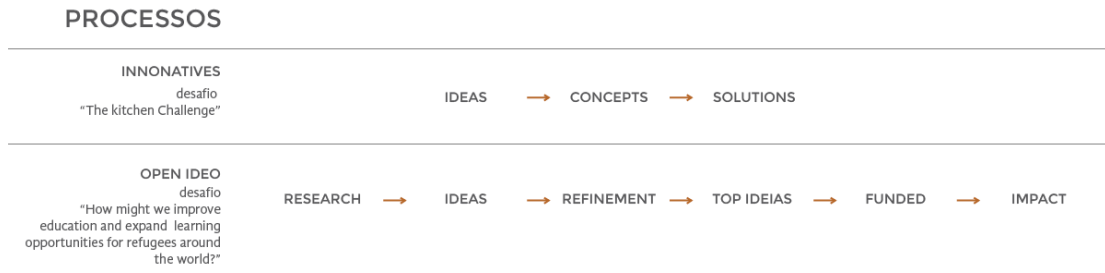 PROCESSOS
INNONATIVES
desafio
“The kitchen Challenge”
IDEAS → CONCEPTS → SOLUTIONS
OPEN IDEO
desafio
“How might we improve
education and expand learning
opportunities for refugees around
the world?”
RESEARCH → IDEAS → REFINEMENT → TOP IDEIAS → FUNDED → IMPACT